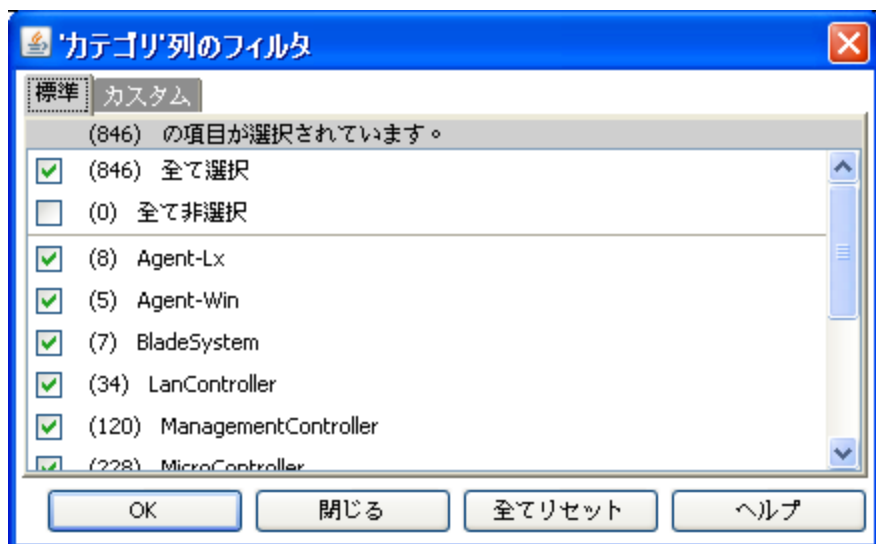 'カテゴリ'列のフィルタ
標準 カスタム
(846) の項目が選択されています。
(846) 全て選択
(0) 全て非選択
(8) Agent-Lx
(5) Agent-Win
(7) BladeSystem
(34) LanController
(120) ManagementController
(228) MicroController
OK 閉じる 全てリセット ヘルプ